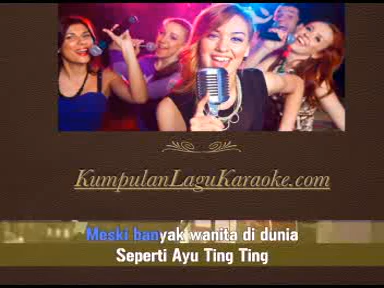 KumpulanLaguKaraoke.com
Meski banyak wanita di dunia
Seperti Ayu Ting Ting